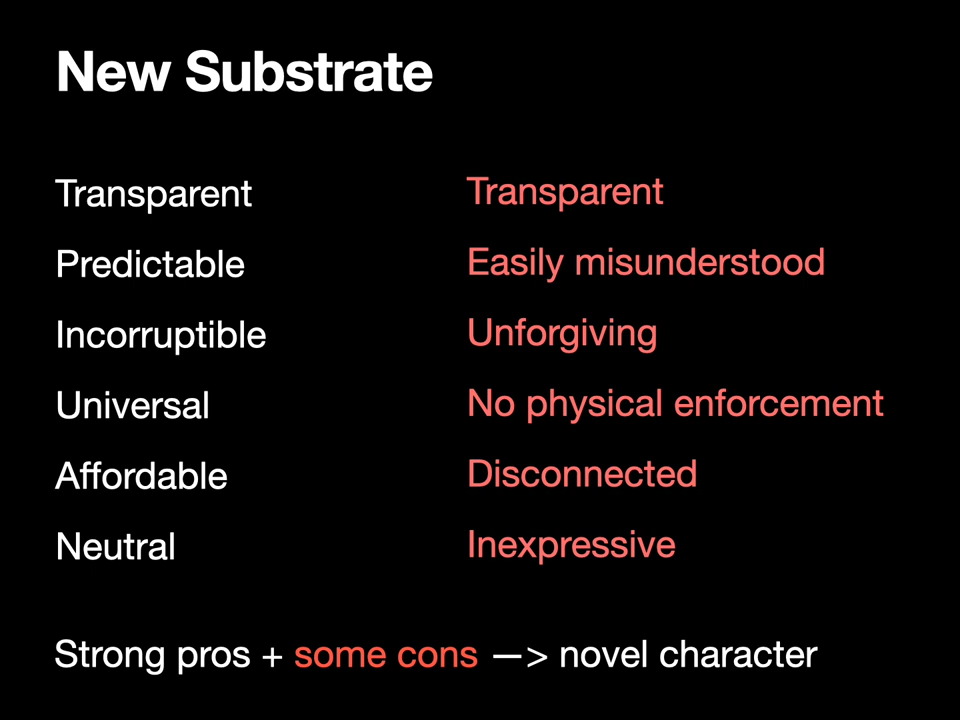 New Substrate
Transparent
Predictable
Incorruptible
Universal
Affordable
Neutral
Transparent
Easily misunderstood
Unforgiving
No physical enforcement
Disconnected
Inexpressive
Strong pros + some cons —> novel character